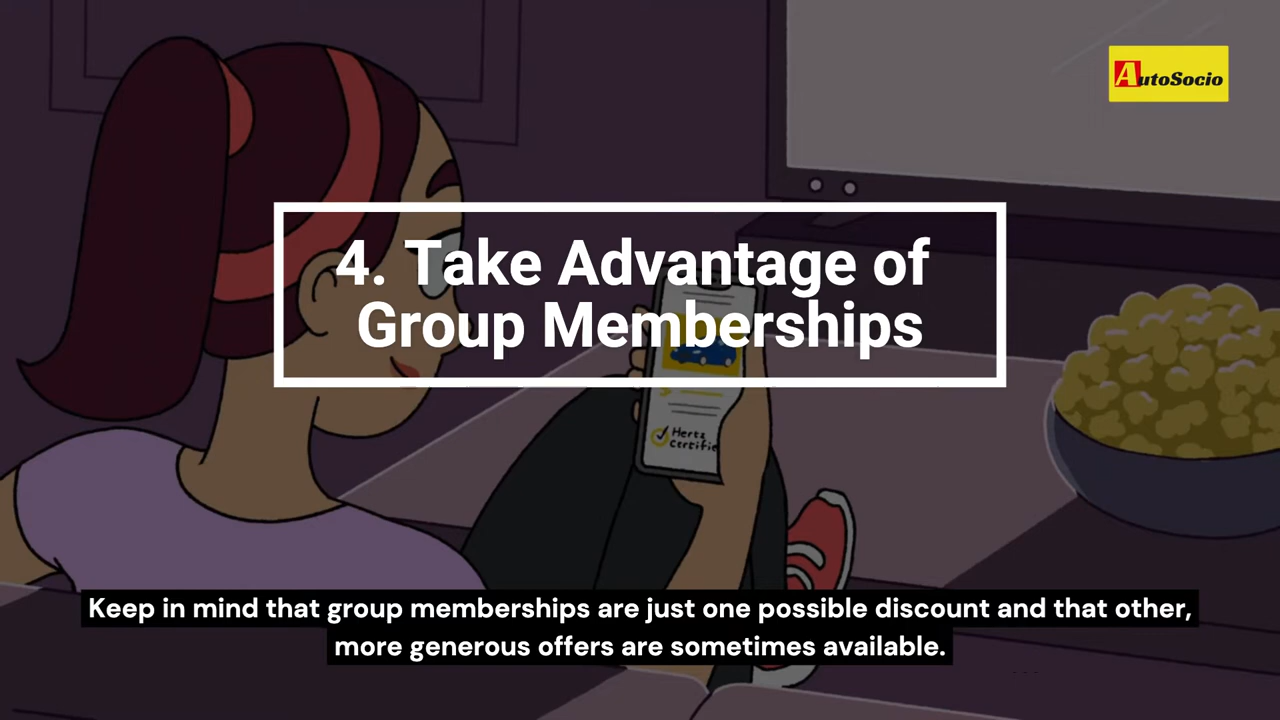 AutoSocio
4. Take Advantage of
Group Memberships
Hertz
Certifie
Keep in mind that group memberships are just one possible discount and that other,
more generous offers are sometimes available.